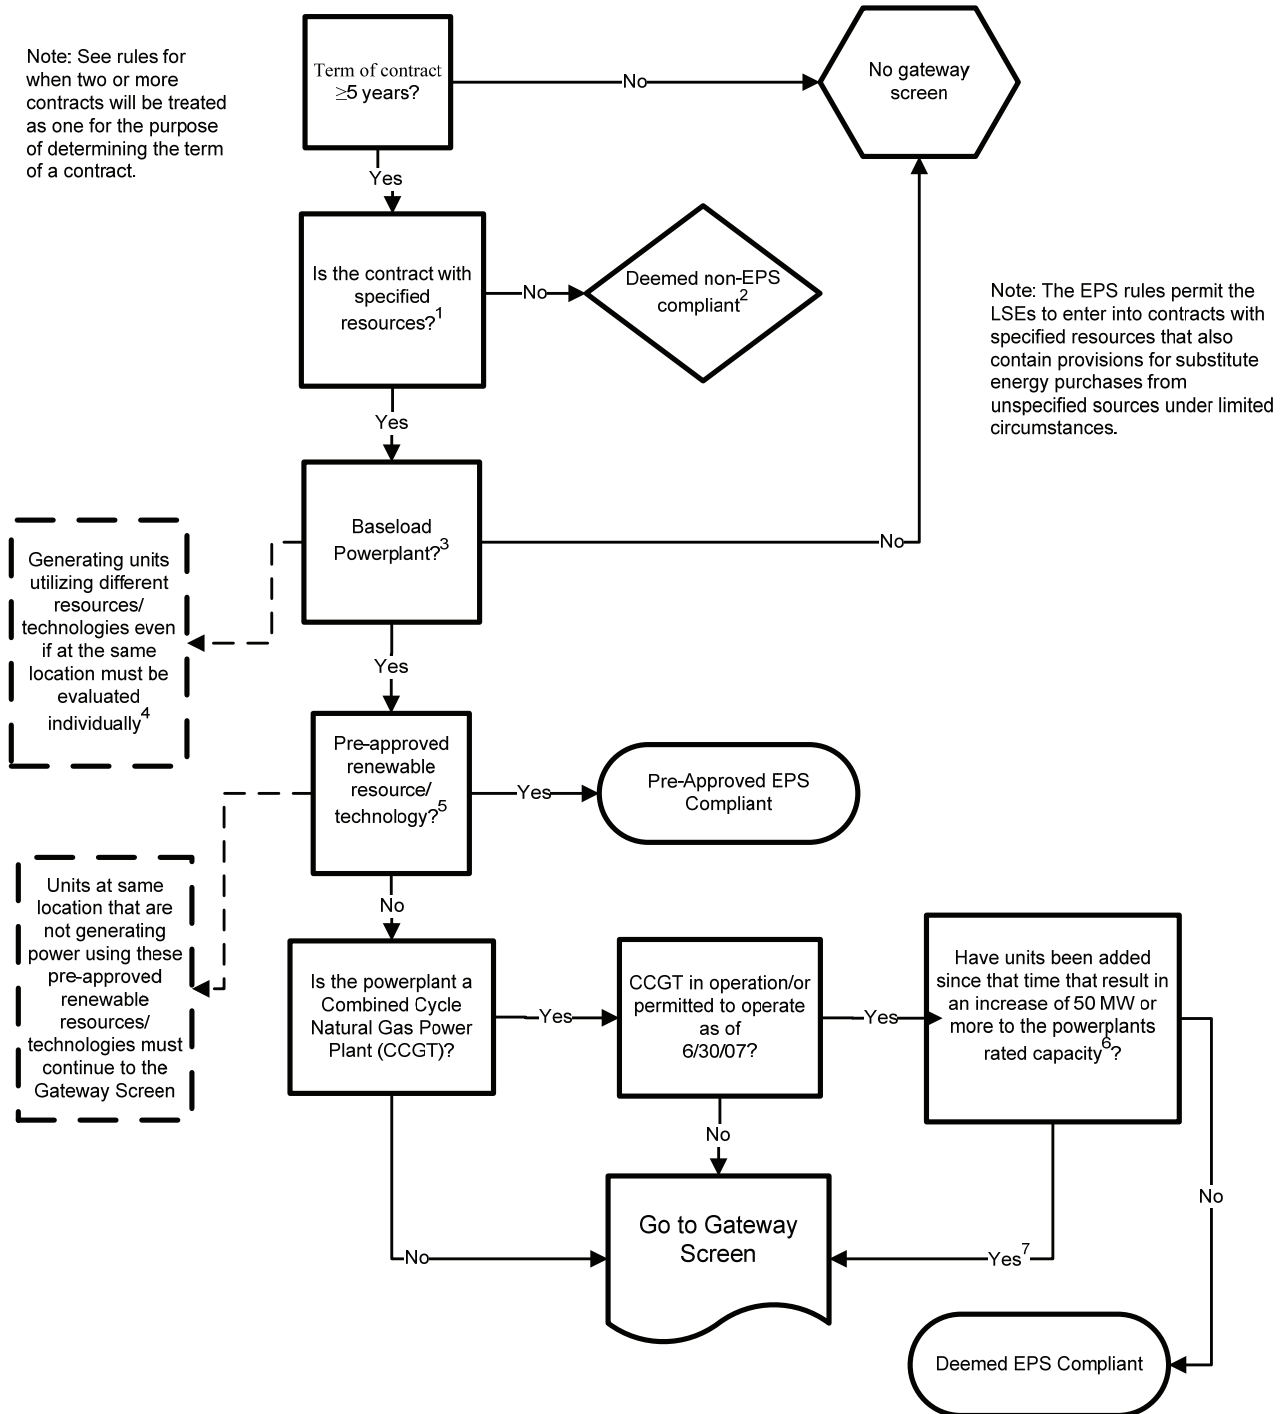 Note: See rules for
when two or more
contracts will be treated
as one for the purpose
of determining the term
of a contract.
Term of contract
≥5 years?
No
No gateway
screen
Yes
Is the contract with
specified
resources?1
No
Deemed non-EPS
compliant2
Note: The EPS rules permit the
LSEs to enter into contracts with
specified resources that also
contain provisions for substitute
energy purchases from
unspecified sources under limited
circumstances.
Yes
Baseload
Powerplant?3
No
Generating units
utilizing different
resources/
technologies even
if at the same
location must be
evaluated
individually4
Yes
Pre-approved
renewable
resource/
technology?5
Yes
Pre-Approved EPS
Compliant
Units at same
location that are
not generating
power using these
pre-approved
renewable
resources/
technologies must
continue to the
Gateway Screen
No
Is the powerplant a
Combined Cycle
Natural Gas Power
Plant (CCGT)?
Yes
CCGT in operation/or
permitted to operate
as of
6/30/07?
Yes
Have units been added
since that time that result in
an increase of 50 MW or
more to the powerplants
rated capacity6?
No
No
No
Go to Gateway
Screen
Yes7
Deemed EPS Compliant